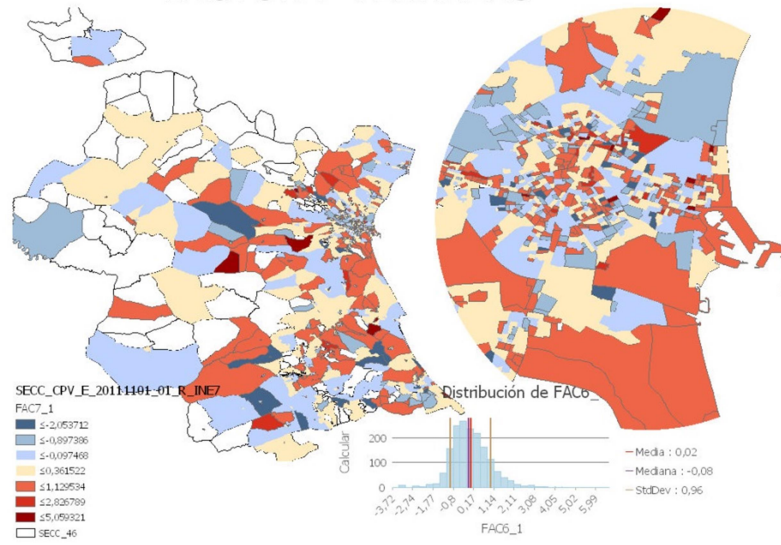 SECC_CPV_E_20111101_01_R_INE7
FAC7_1
≤-2,053712
≤-0,897386
≤-0,097468
≤0,361522
≤1,129534
≤2,826789
≤5,059321
SECC_46
Distribución de FAC6_
Calcular
200
100
0
-3,72
-2,74
-1,77
-0,8
0,17
1,14
2,11
3,08
4,05
5,02
5,99
FAC6_1
Media : 0,02
Mediana : -0,08
StdDev : 0,96